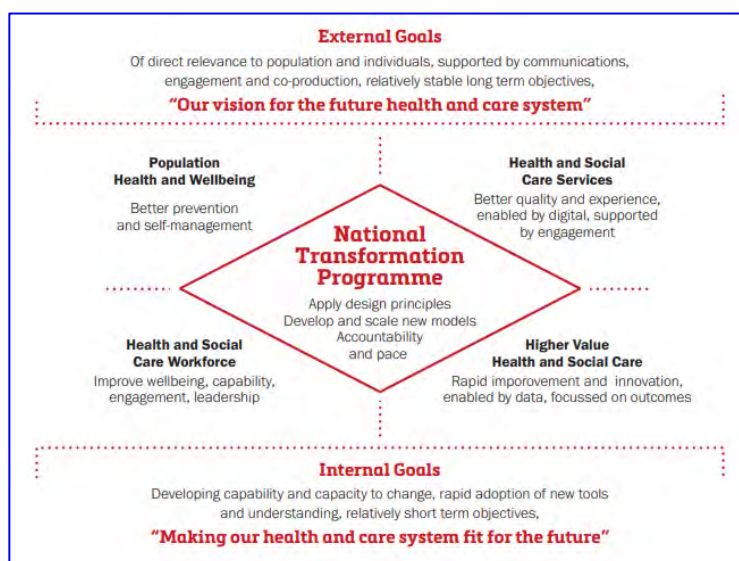 External Goals
Of direct relevance to population and individuals, supported by communications,
engagement and co-production, relatively stable long term objectives,
“Our vision for the future health and care system”
Population
Health and Wellbeing
Better prevention
and self-management
Health and Social
Care Services
Better quality and experience,
enabled by digital, supported
by engagement
National
Transformation
Programme
Apply design principles
Develop and scale new models
Accountability
and pace
Health and Social
Care Workforce
Improve wellbeing, capability,
engagement, leadership
Higher Value
Health and Social Care
Rapid imporovement and innovation,
enabled by data, focussed on outcomes
Internal Goals
Developing capability and capacity to change, rapid adoption of new tools
and understanding, relatively short term objectives,
“Making our health and care system fit for the future”